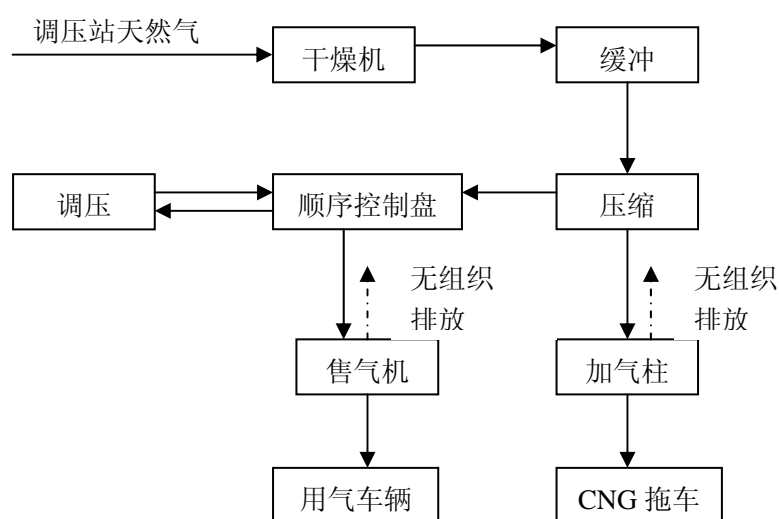 调压站天然气
干燥机
缓冲
调压
顺序控制盘
压缩
无组织
排放
无组织
排放
售气机
加气柱
用气车辆
CNG 拖车